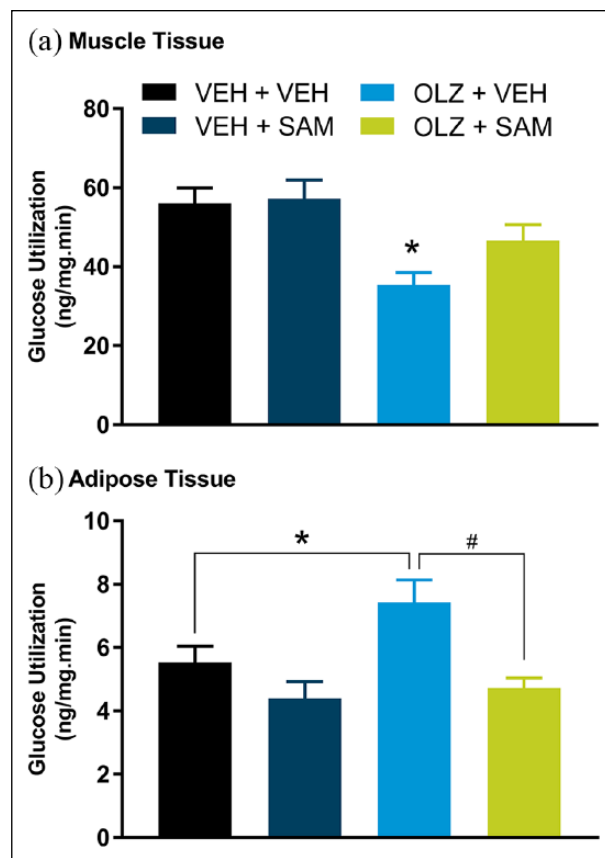 (a) Muscle Tissue
VEH + VEH
OLZ + VEH
VEH + SAM
OLZ + SAM
Glucose Utilization
(ng/mg.min)
80
60
40
20
0
*
(b) Adipose Tissue
Glucose Utilization
(ng/mg.min)
10
8
6
4
2
0
*
#